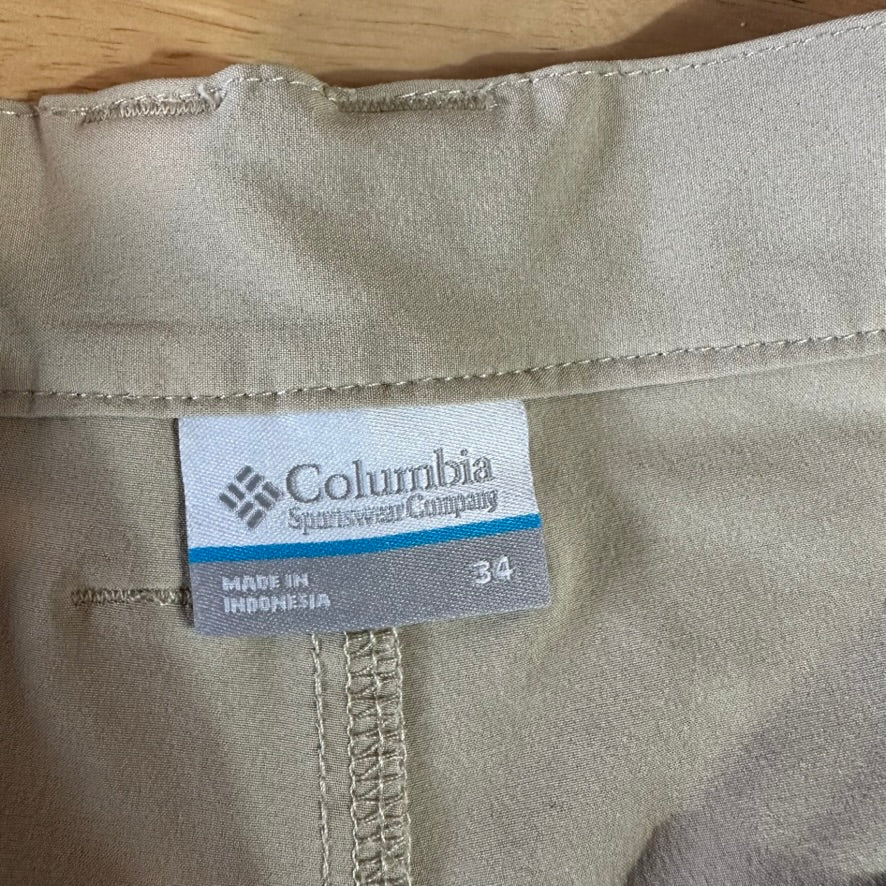 Columbia
Sportswear Company
34
MADE IN
INDONESIA